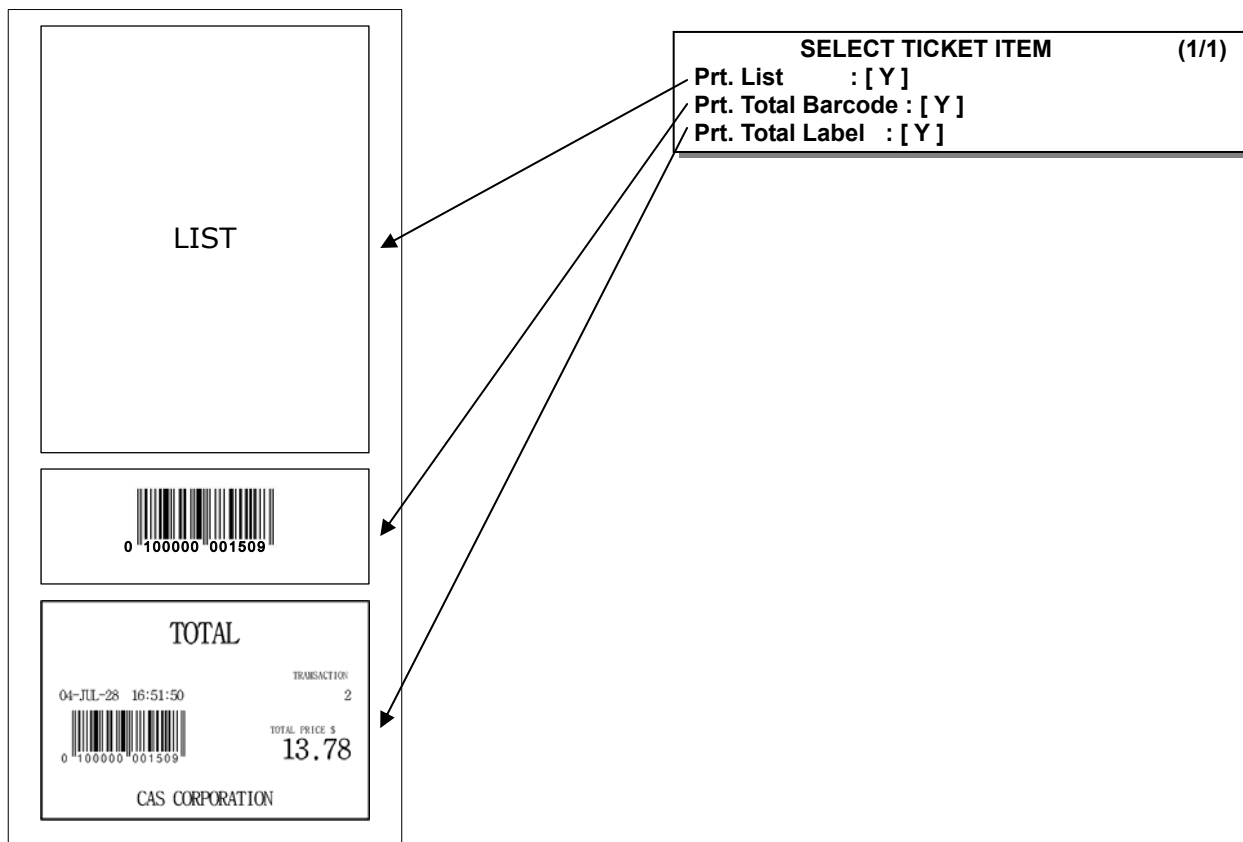 SELECT TICKET ITEM (1/1)
Prt. List : [ Y ]
Prt. Total Barcode : [ Y ]
Prt. Total Label : [ Y ]
LIST
0 100000 001509
TOTAL
TRANSACTION
04-JUL-28 16:51:50 2
TOTAL PRICE $
13.78
0 100000 001509
CAS CORPORATION